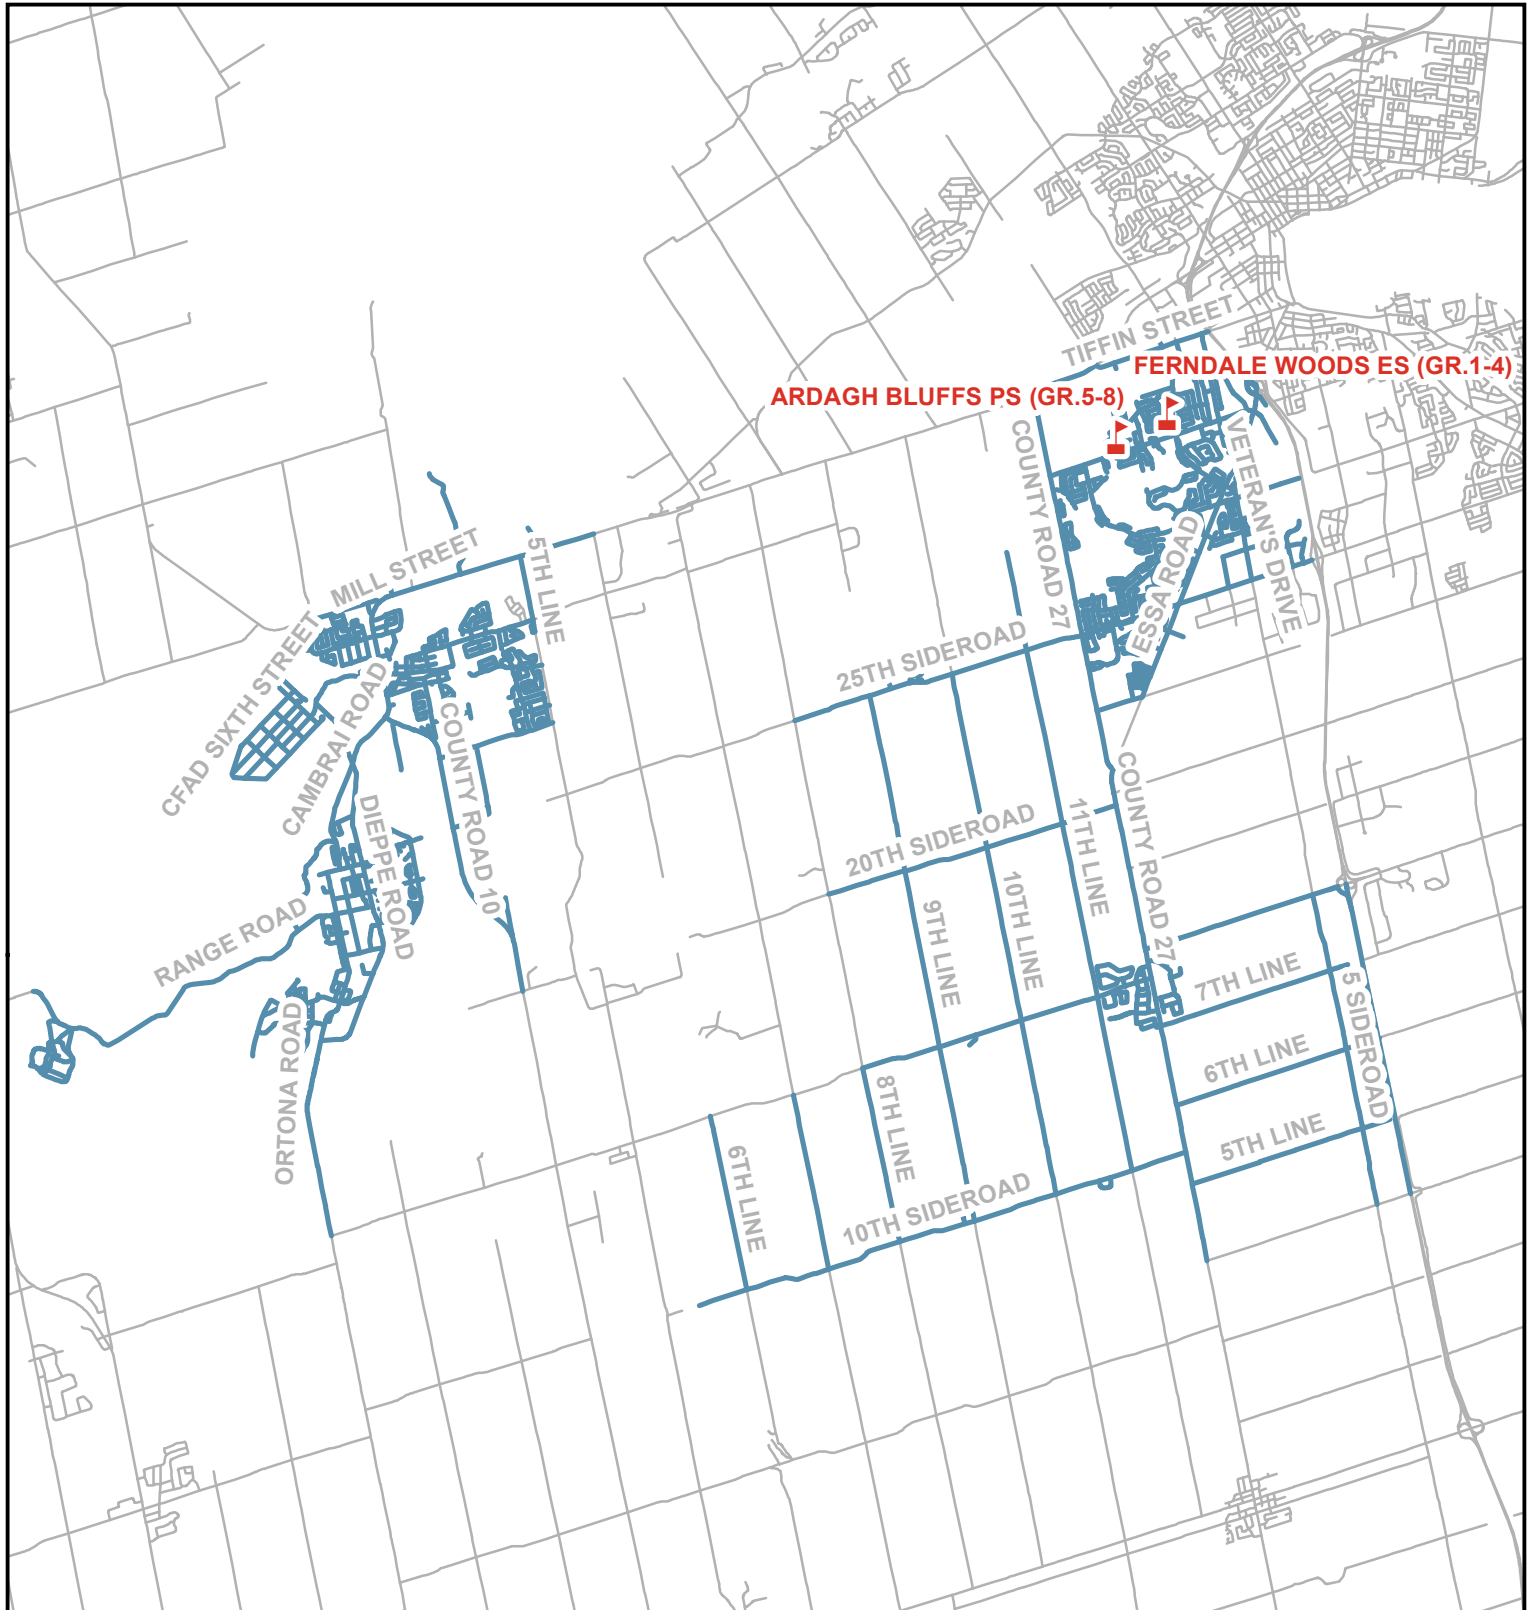 TIFFIN STREET
FERNDALE WOODS ES (GR.1-4)
ARDAGH BLUFFS PS (GR.5-8)
COUNTY ROAD 27
VETERAN'S DRIVE
ESSA ROAD
MILL STREET
5TH LINE
CFAD SIXTH STREET
CAMBRAI ROAD
COUNTY ROAD 10
DIEPPE ROAD
RANGE ROAD
ORTONA ROAD
25TH SIDEROAD
20TH SIDEROAD
11TH LINE
COUNTY ROAD 27
10TH LINE
9TH LINE
7TH LINE
5 SIDEROAD
6TH LINE
8TH LINE
5TH LINE
6TH LINE
10TH SIDEROAD